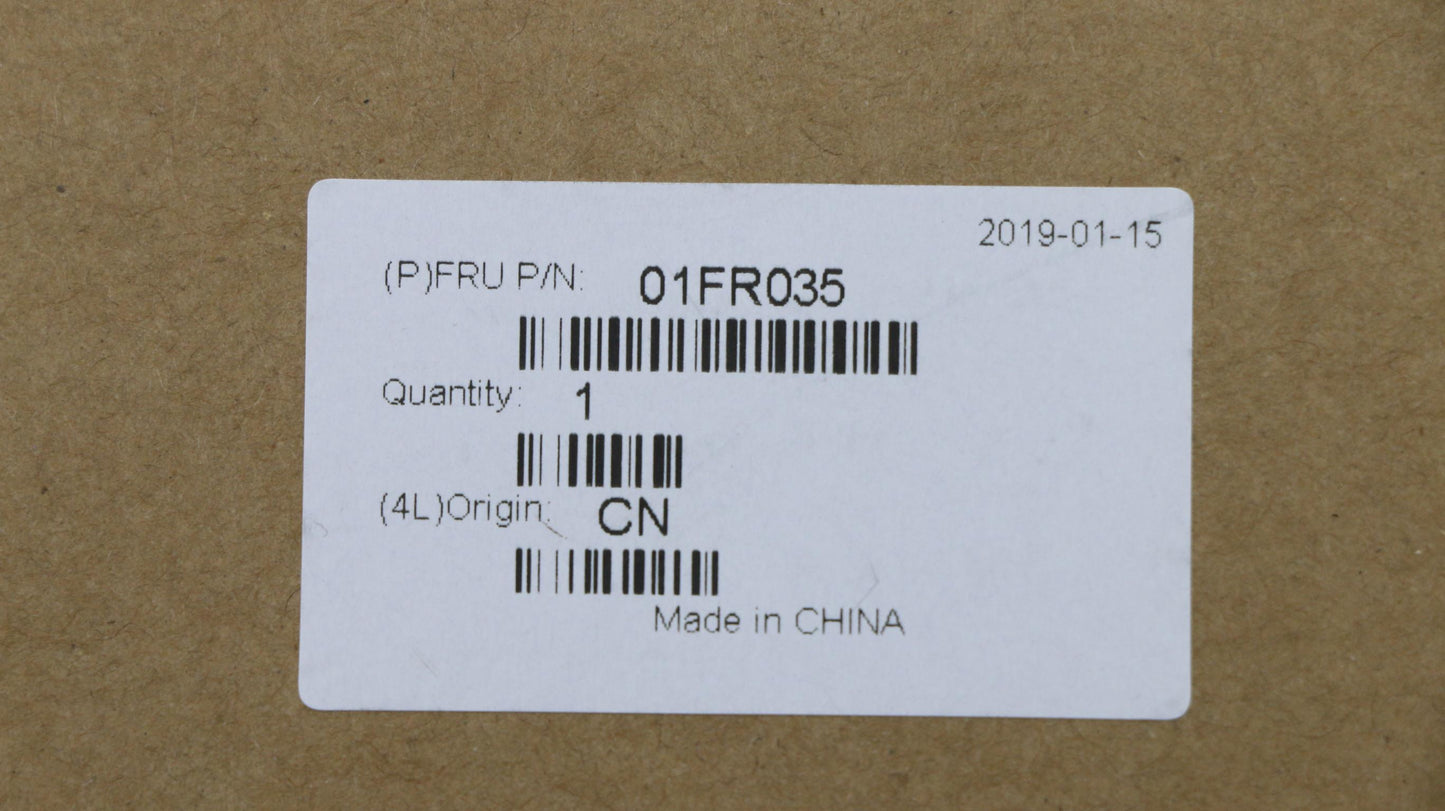 2019-01-15
(P)FRU P/N: 01FR035
Quantity: 1
(4L)Origin: CN
Made in CHINA